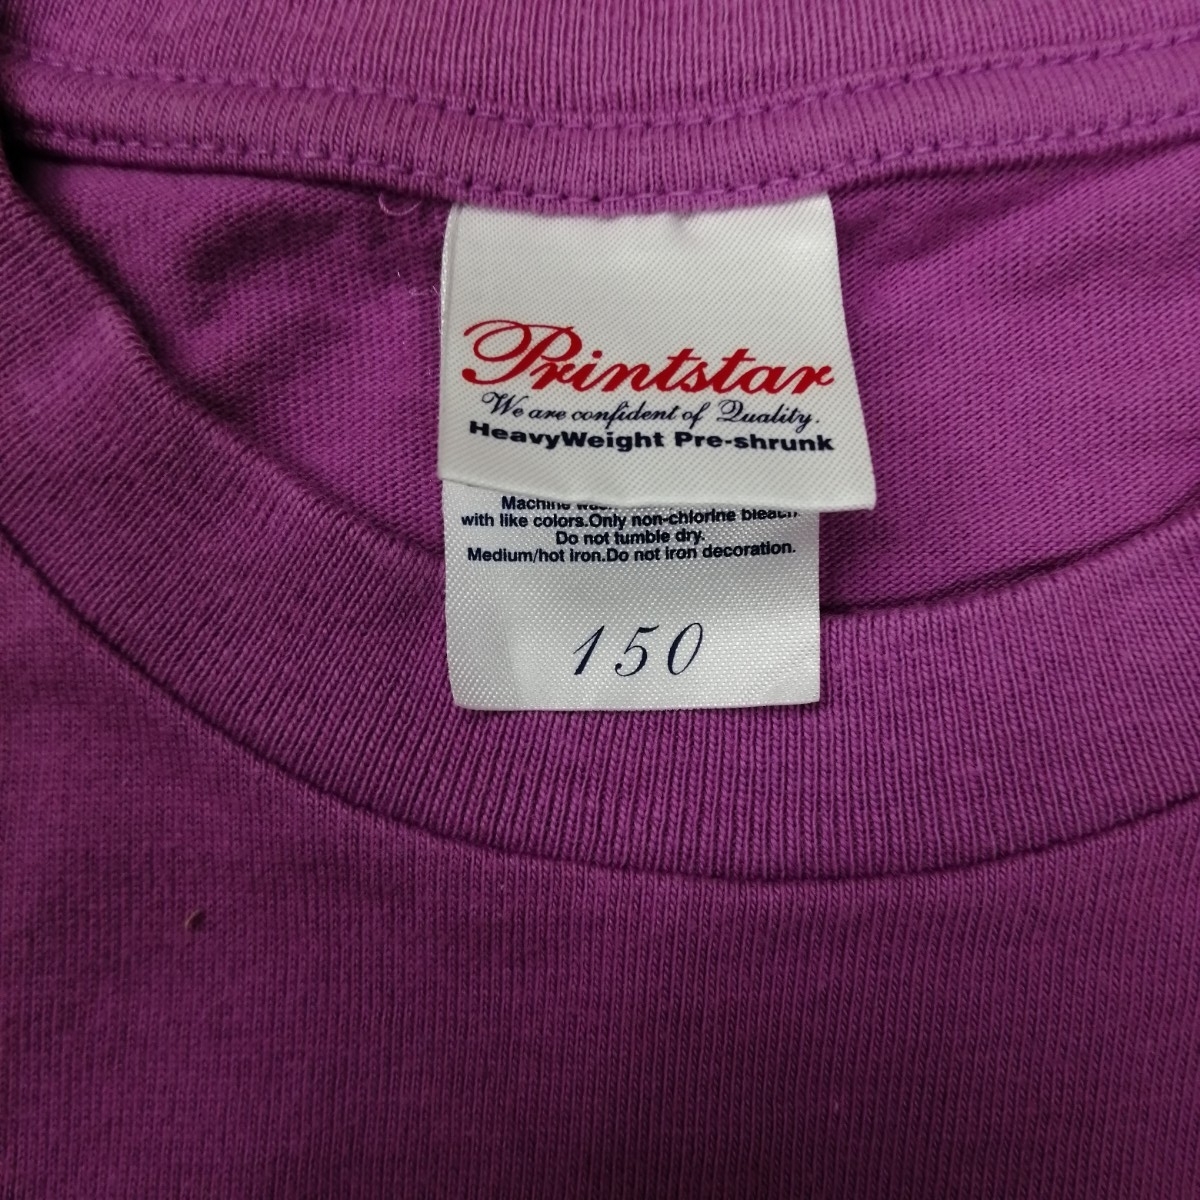 Printstar
We are confident of Quality.
HeavyWeight Pre-shrunk
Machine
with like colors.Only non-chlorine bleach.
Do not tumble dry.
Medium/hot iron.Do not iron decoration.
150